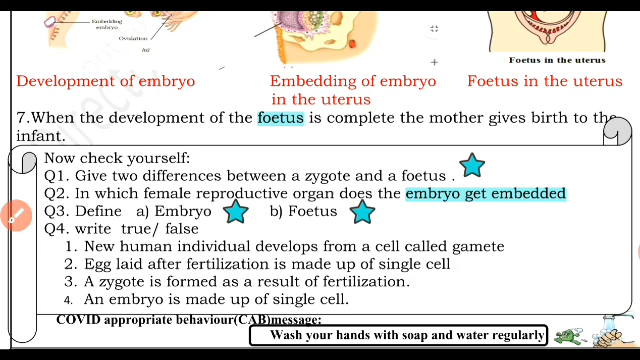 Embedding
embryo
Ovulation
Foetus in the uterus
Development of embryo Embedding of embryo Foetus in the uterus
in the uterus
7.When the development of the foetus is complete the mother gives birth to the
infant.
Now check yourself:
Q1. Give two differences between a zygote and a foetus .
Q2. In which female reproductive organ does the embryo get embedded
Q3. Define a) Embryo b) Foetus
Q4. write true/ false
1. New human individual develops from a cell called gamete
2. Egg laid after fertilization is made up of single cell
3. A zygote is formed as a result of fertilization.
4. An embryo is made up of single cell.
COVID appropriate behaviour(CAB)message:
Wash your hands with soap and water regularly